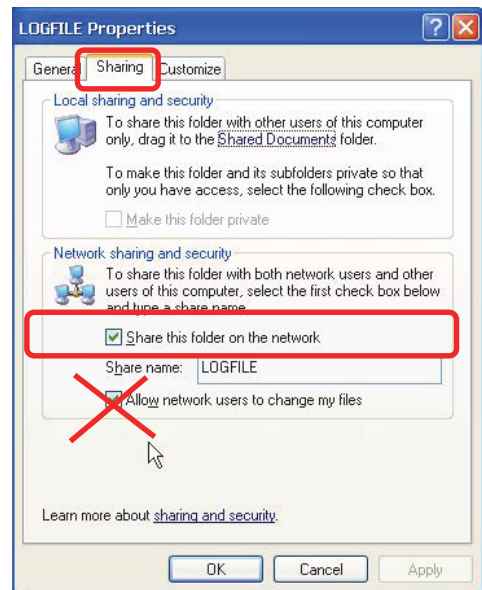 LOGFILE Properties
General Sharing Customize
Local sharing and security
To share this folder with other users of this computer
only, drag it to the Shared Documents folder.
To make this folder and its subfolders private so that
only you have access, select the following check box.
Make this folder private
Network sharing and security
To share this folder with both network users and other
users of this computer, select the first check box below
and type a share name.
Share this folder on the network
Share name: LOGFILE
Allow network users to change my files
Learn more about sharing and security.
OK Cancel Apply